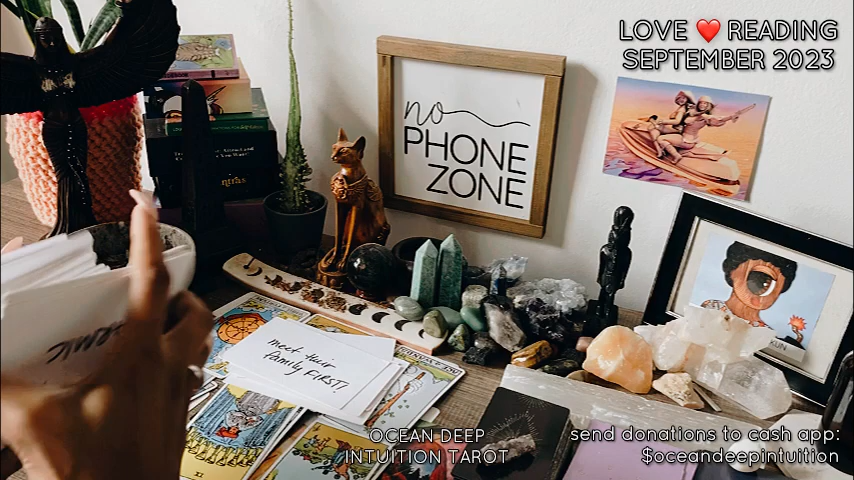 LOVE ❤️ READING
SEPTEMBER 2023
no
PHONE
ZONE
meet their
family FIRST!
KUN
OCEAN DEEP
INTUITION TAROT
send donations to cash app:
$oceandeepintuition